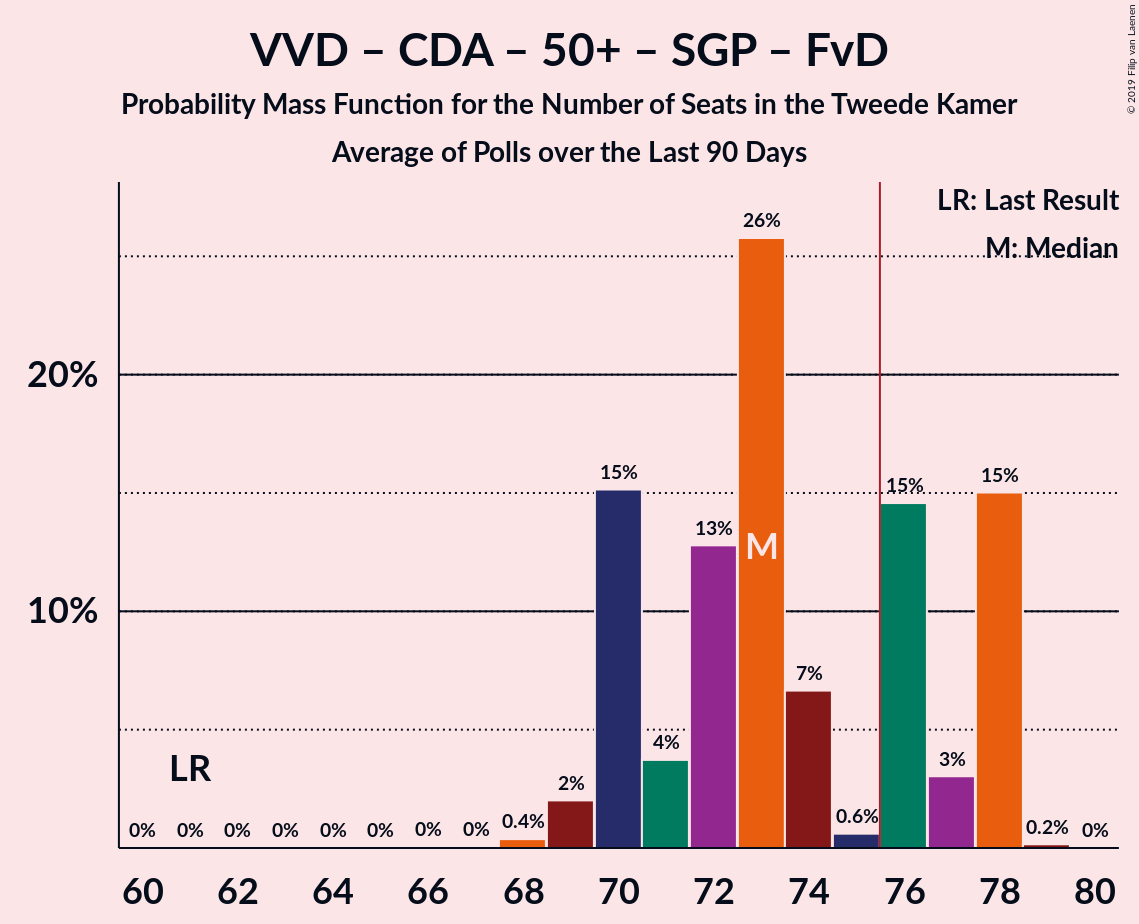 VVD – CDA – 50+ – SGP – FvD
Probability Mass Function for the Number of Seats in the Tweede Kamer
Average of Polls over the Last 90 Days
© 2019 Filip van Laenen
LR: Last Result
M: Median
26%
20%
15%
15%
15%
13%
M
10%
7%
4%
3%
LR
2%
0% 0% 0% 0% 0% 0% 0% 0% 0.4% 0.6% 0.2% 0%
60 62 64 66 68 70 72 74 76 78 80